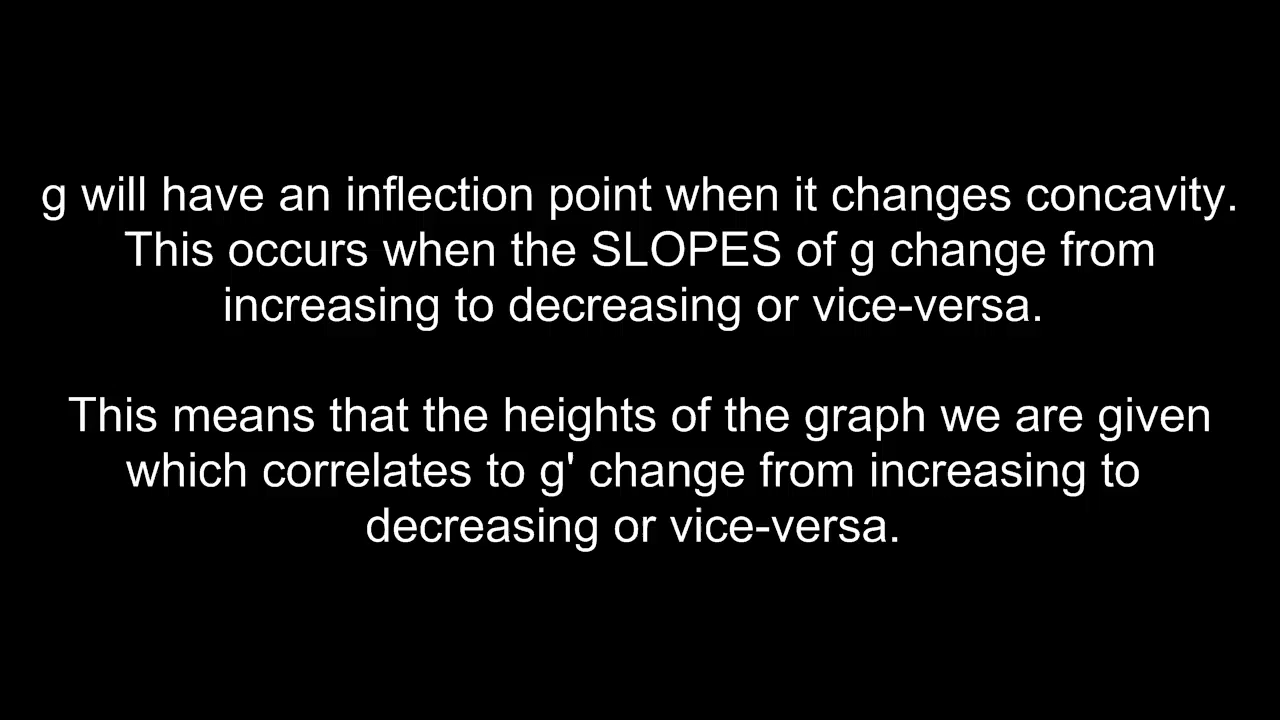 g will have an inflection point when it changes concavity.
This occurs when the SLOPES of g change from
increasing to decreasing or vice-versa.
This means that the heights of the graph we are given
which correlates to g' change from increasing to
decreasing or vice-versa.